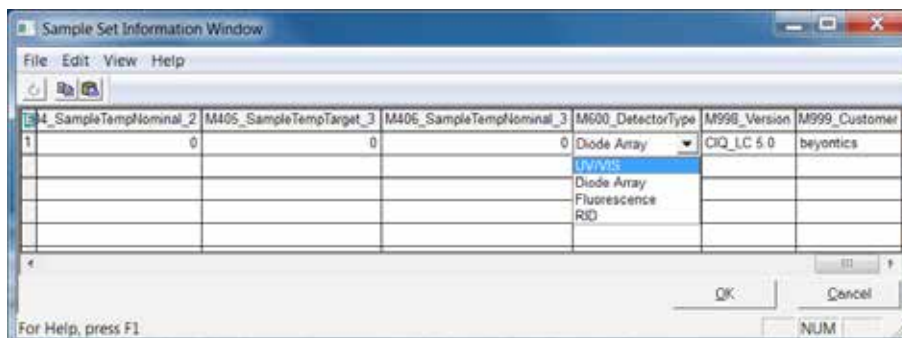 Sample Set Information Window
File Edit View Help
4_SampleTempNominal_2 M405_SampleTempTarget_3 M406_SampleTempNominal_3 M600_DetectorType M998_Version M999_Customer
1 0 0 0 Diode Array CIQ_LC 5.0 beyontics
UV/VIS
Diode Array
Fluorescence
RID
OK Cancel
For Help, press F1 NUM